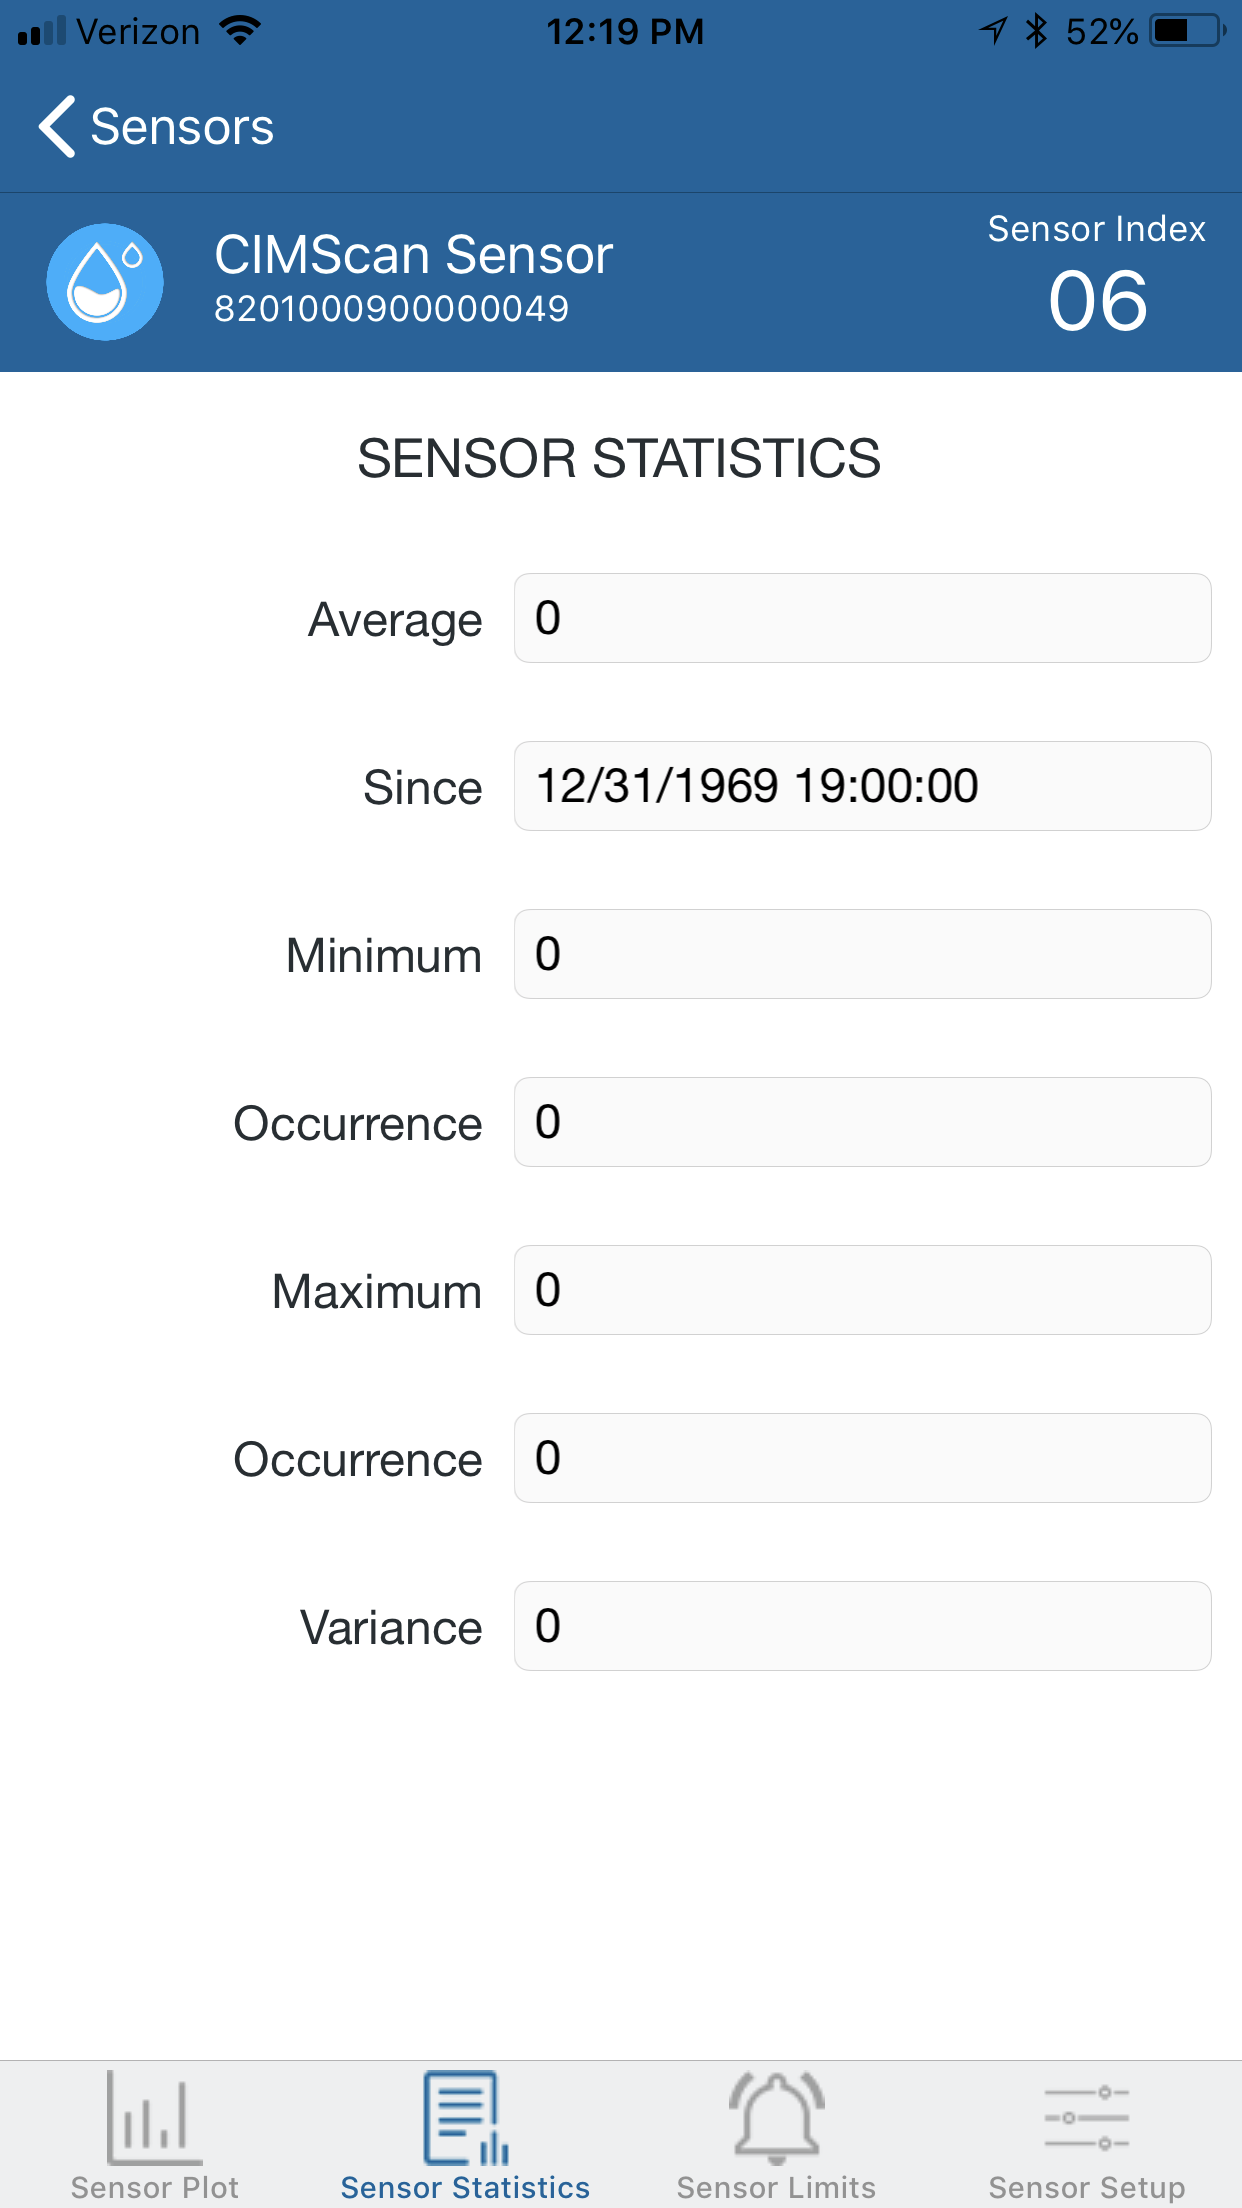 Verizon 12:19 PM 52%
Sensors
CIMScan Sensor
8201000900000049
Sensor Index
06
SENSOR STATISTICS
Average 0
Since 12/31/1969 19:00:00
Minimum 0
Occurrence 0
Maximum 0
Occurrence 0
Variance 0
Sensor Plot Sensor Statistics Sensor Limits Sensor Setup